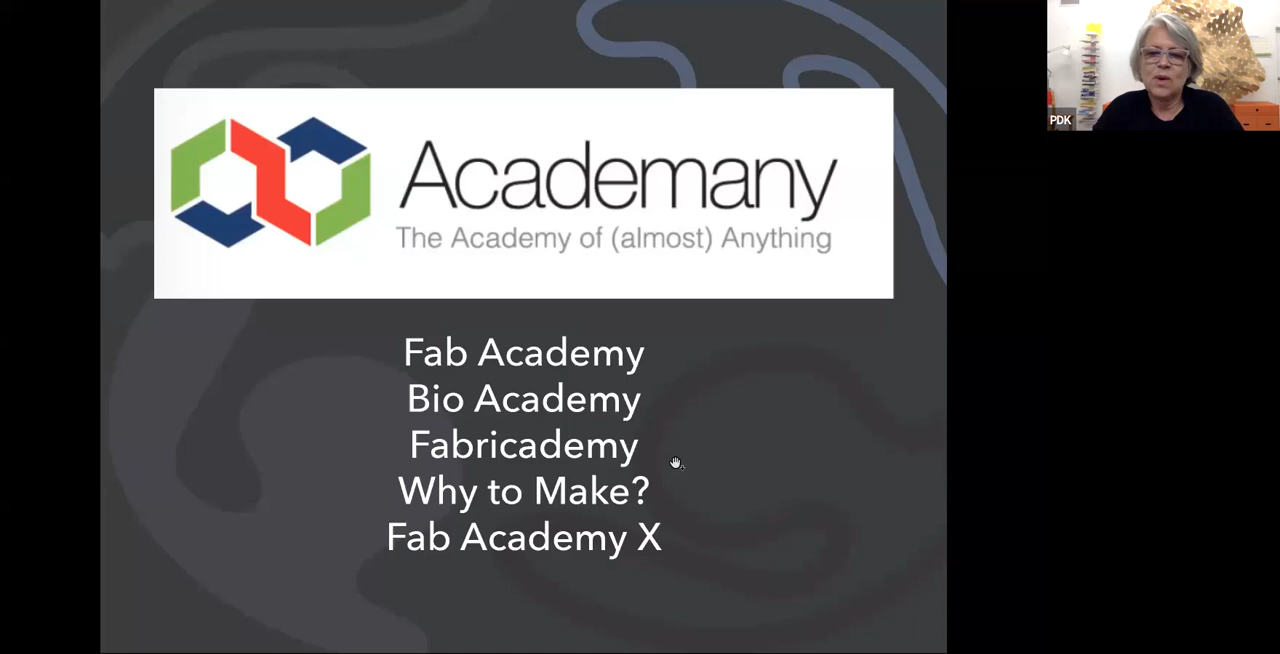 Academany
The Academy of (almost) Anything
Fab Academy
Bio Academy
Fabricademy
Why to Make?
Fab Academy X
PDK